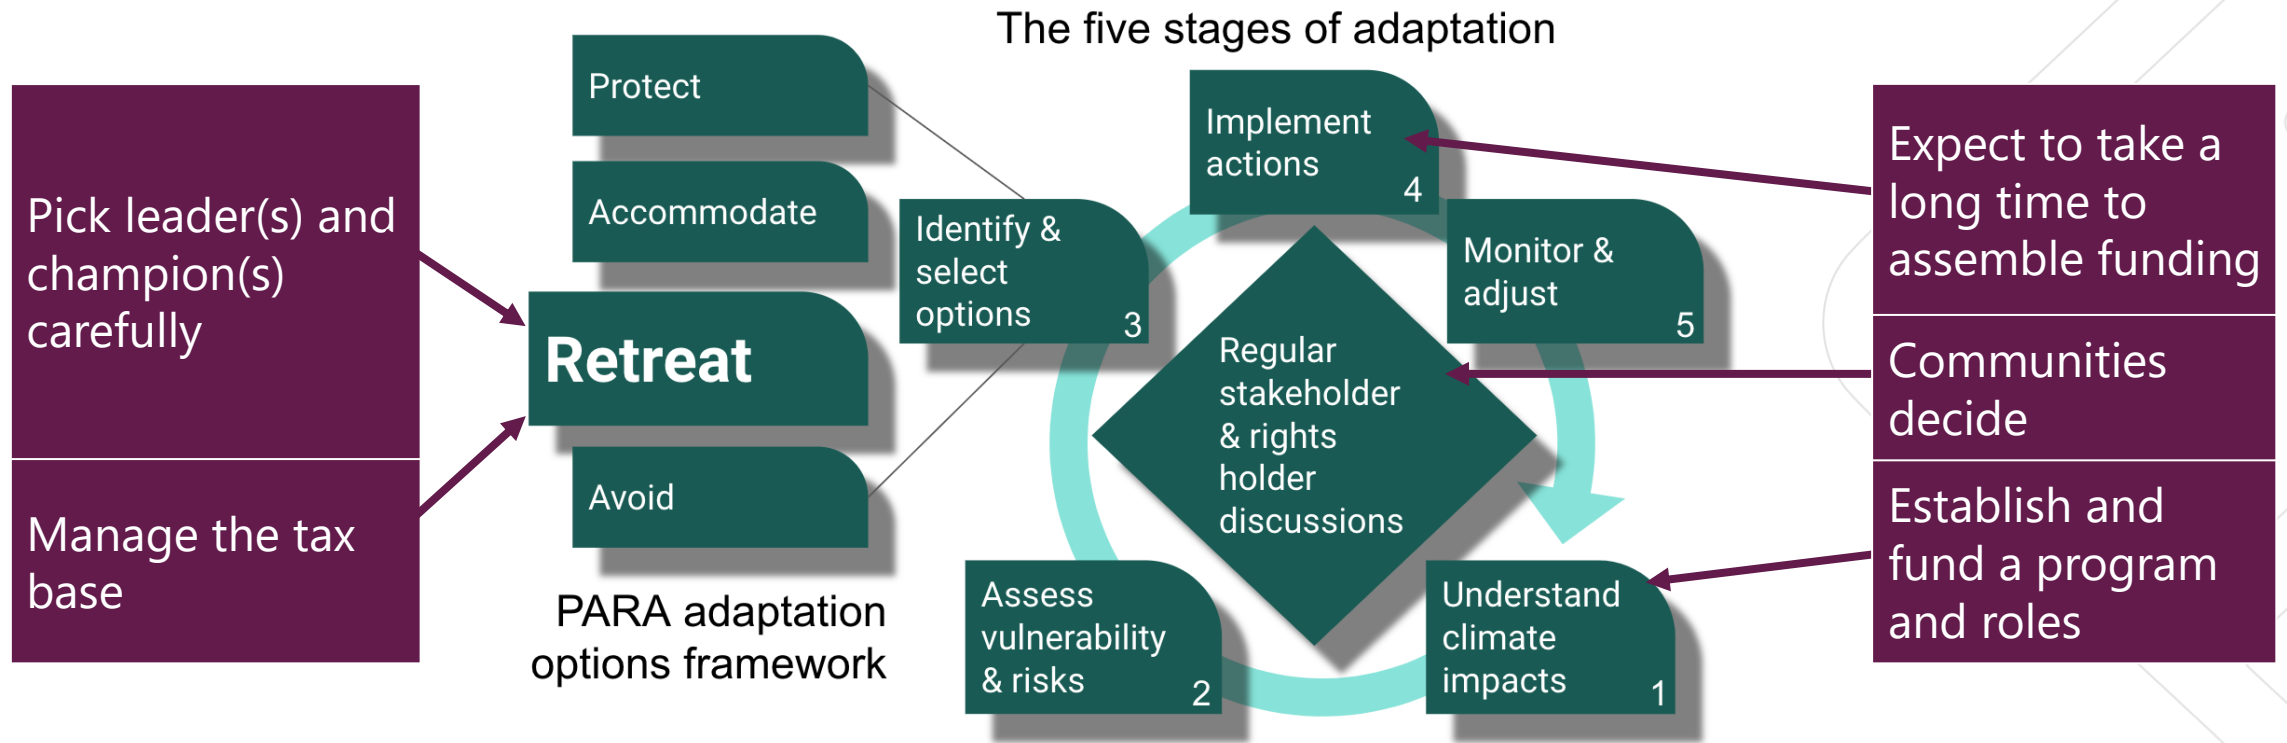 The five stages of adaptation
Pick leader(s) and
champion(s)
carefully
Manage the tax
base
Protect
Accommodate
Retreat
Avoid
PARA adaptation
options framework
Identify &
select
options
3
Implement
actions
4
Monitor &
adjust
5
Regular
stakeholder
& rights
holder
discussions
Assess
vulnerability
& risks
2
Understand
climate
impacts
1
Expect to take a
long time to
assemble funding
Communities
decide
Establish and
fund a program
and roles